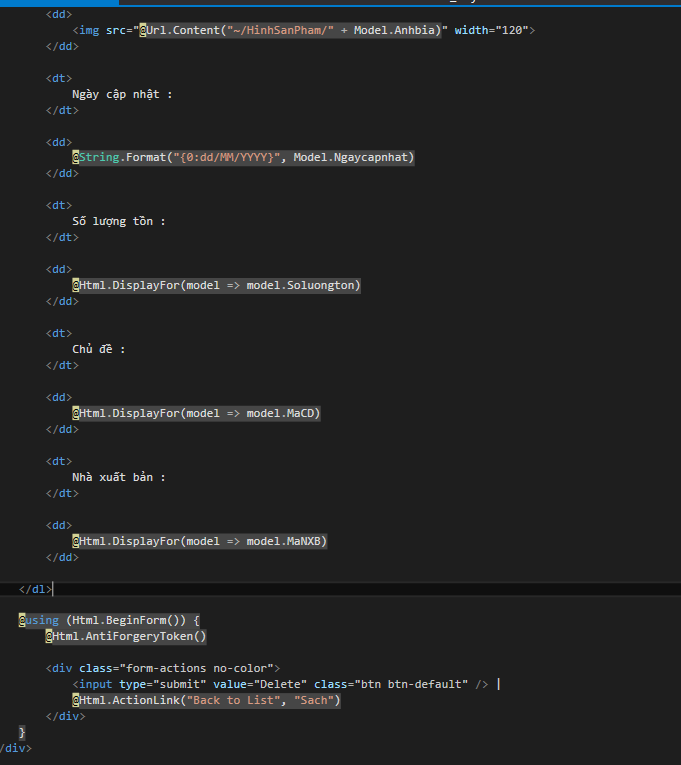 <dd>
<img src="@Url.Content("~/HinhSanPham/" + Model.Anhbia)" width="120">
</dd>
<dt>
Ngày cập nhật :
</dt>
<dd>
@String.Format("{0:dd/MM/YYYY}", Model.Ngaycapnhat)
</dd>
<dt>
Số lượng tồn :
</dt>
<dd>
@Html.DisplayFor(model => model.Soluongton)
</dd>
<dt>
Chủ đề :
</dt>
<dd>
@Html.DisplayFor(model => model.MaCD)
</dd>
<dt>
Nhà xuất bản :
</dt>
<dd>
@Html.DisplayFor(model => model.MaNXB)
</dd>
</dl>
@using (Html.BeginForm()) {
@Html.AntiForgeryToken()
<div class="form-actions no-color">
<input type="submit" value="Delete" class="btn btn-default" /> |
@Html.ActionLink("Back to List", "Sach")
</div>
}
/div>